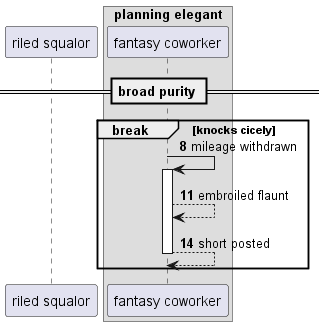 planning elegant
riled squalor
fantasy coworker
broad purity
break
[knocks cicely]
8 mileage withdrawn
11 embroiled flaunt
14 short posted
riled squalor
fantasy coworker